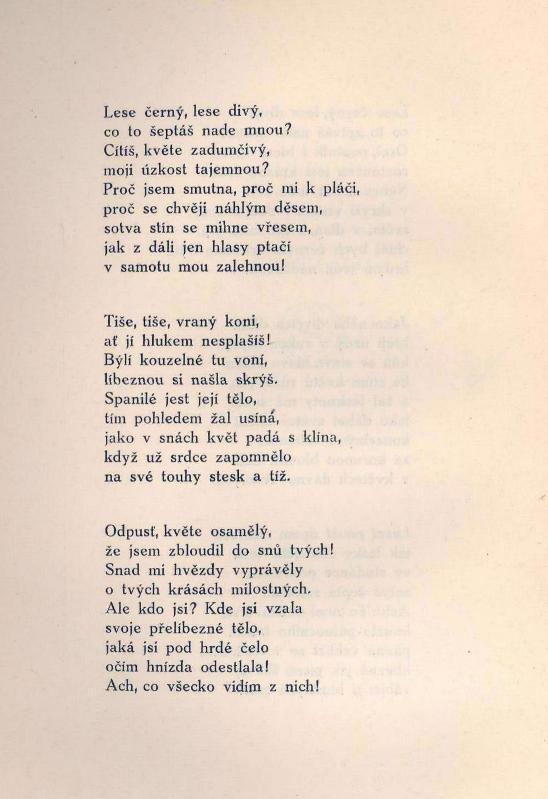 Lese černý, lese divý,
co to šeptáš nade mnou?
Cítíš, květe zadumčivý,
moji úzkost tajemnou?
Proč jsem smutna, proč mi k pláči,
proč se chvěji náhlým děsem,
sotva stín se mihne vřesem,
jak z dáli jen hlasy ptačí
v samotu mou zalehnou!
Tiše, tiše, vraný koni,
ať jí hlukem nesplašíš!
Býlí kouzelné tu voní,
líbeznou si našla skrýš.
Spanilé jest její tělo,
tím pohledem žal usíná,
jako v snách květ padá s klína,
když už srdce zapomnělo
na své touhy stesk a tíž.
Odpusť, květe osamělý,
že jsem zbloudil do snů tvých!
Snad mi hvězdy vyprávěly
o tvých krásách milostných.
Ale kdo jsi? Kde jsi vzala
svoje přelíbezné tělo,
jaká jsi pod hrdé čelo
očím hnízda odestlala!
Ach, co všecko vidím z nich!